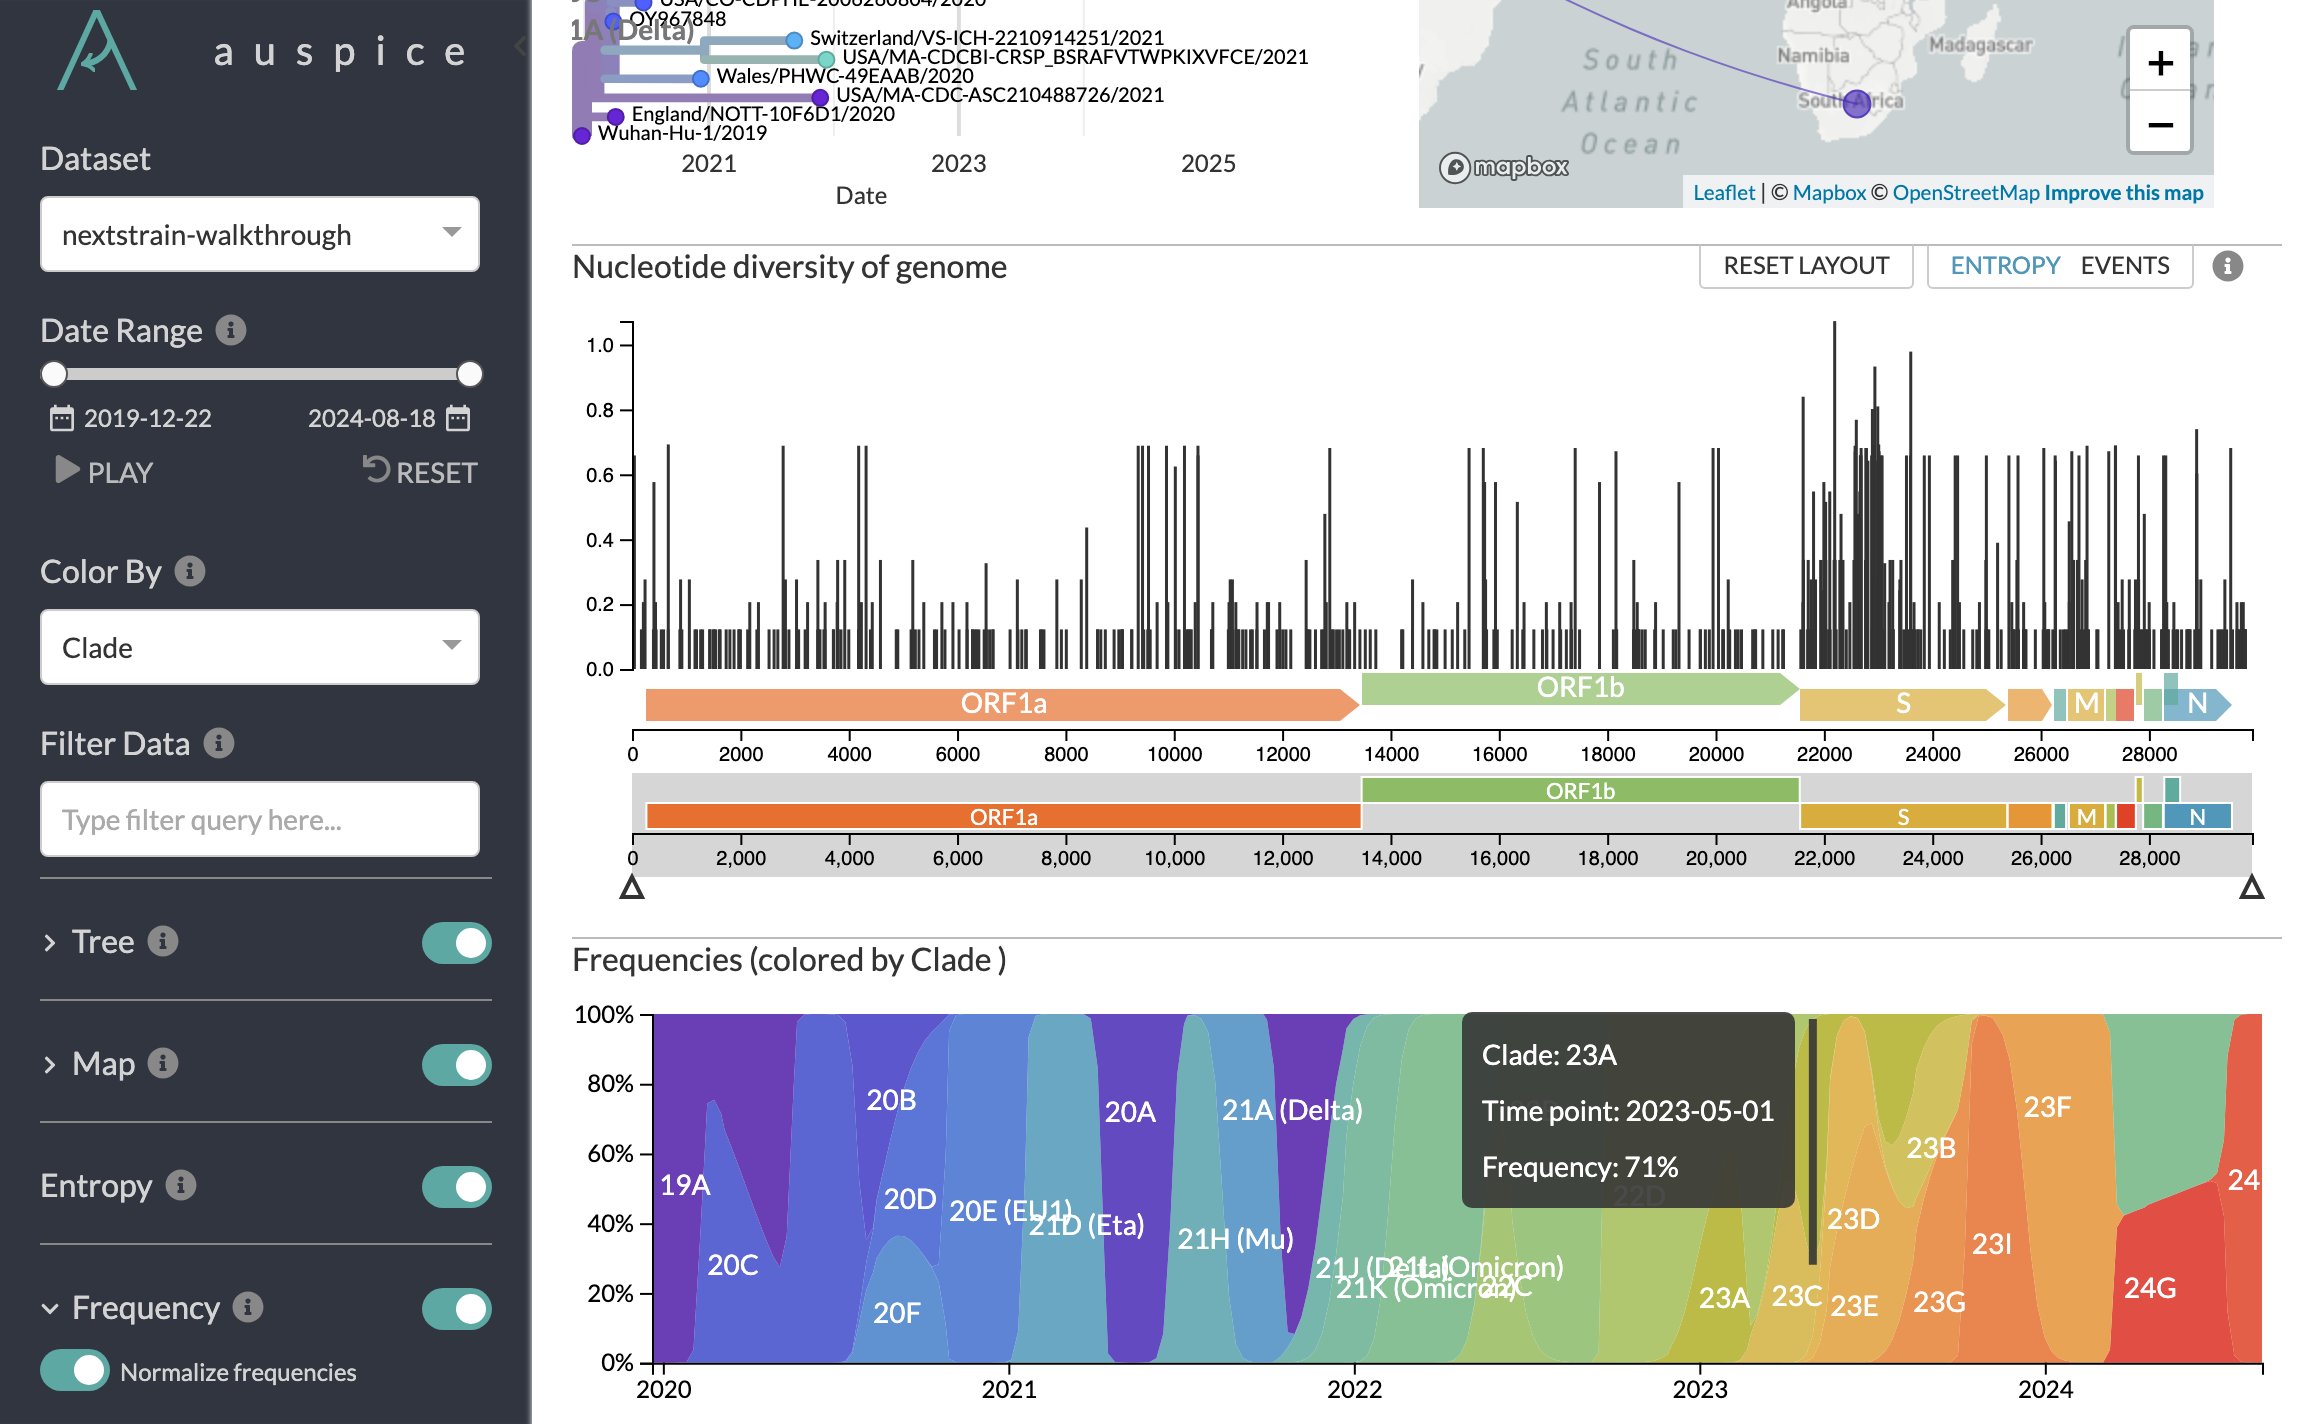 auspice
Dataset
nextstrain-walkthrough
Date Range
2019-12-22
2024-08-18
PLAY
RESET
Color By
Clade
Filter Data
Type filter query here...
Tree
Map
Entropy
Frequency
Normalize frequencies
USA/CO-CDPHE-2006260804/2020
OY967848
1A (Delta)
Switzerland/VS-ICH-2210914251/2021
USA/MA-CDCBI-CRSP_BSRAFVTWPKIXVFCE/2021
Wales/PHWC-49EAAB/2020
USA/MA-CDC-ASC210488726/2021
England/NOTT-10F6D1/2020
Wuhan-Hu-1/2019
2021 2023 2025
Date
Angola
Namibia
Madagascar
South Africa
South
Atlantic
Ocean
+
−
mapbox
Leaflet | © Mapbox © OpenStreetMap Improve this map
Nucleotide diversity of genome
RESET LAYOUT
ENTROPY EVENTS
1.0
0.8
0.6
0.4
0.2
0.0
ORF1b
ORF1a S M N
0 2000 4000 6000 8000 10000 12000 14000 16000 18000 20000 22000 24000 26000 28000
ORF1b
ORF1a S M N
0 2,000 4,000 6,000 8,000 10,000 12,000 14,000 16,000 18,000 20,000 22,000 24,000 26,000 28,000
Frequencies (colored by Clade )
100%
80%
60%
40%
20%
0%
19A
20C
20B
20D
20F
20E (EU1)
21D (Eta)
20A
21H (Mu)
21A (Delta)
21J (Delta)
21L (Omicron)
21K (Omicron)
22C
22D
Clade: 23A
Time point: 2023-05-01
Frequency: 71%
23A
23C
23D
23E
23B
23G
23I
23F
24G
24
2020 2021 2022 2023 2024